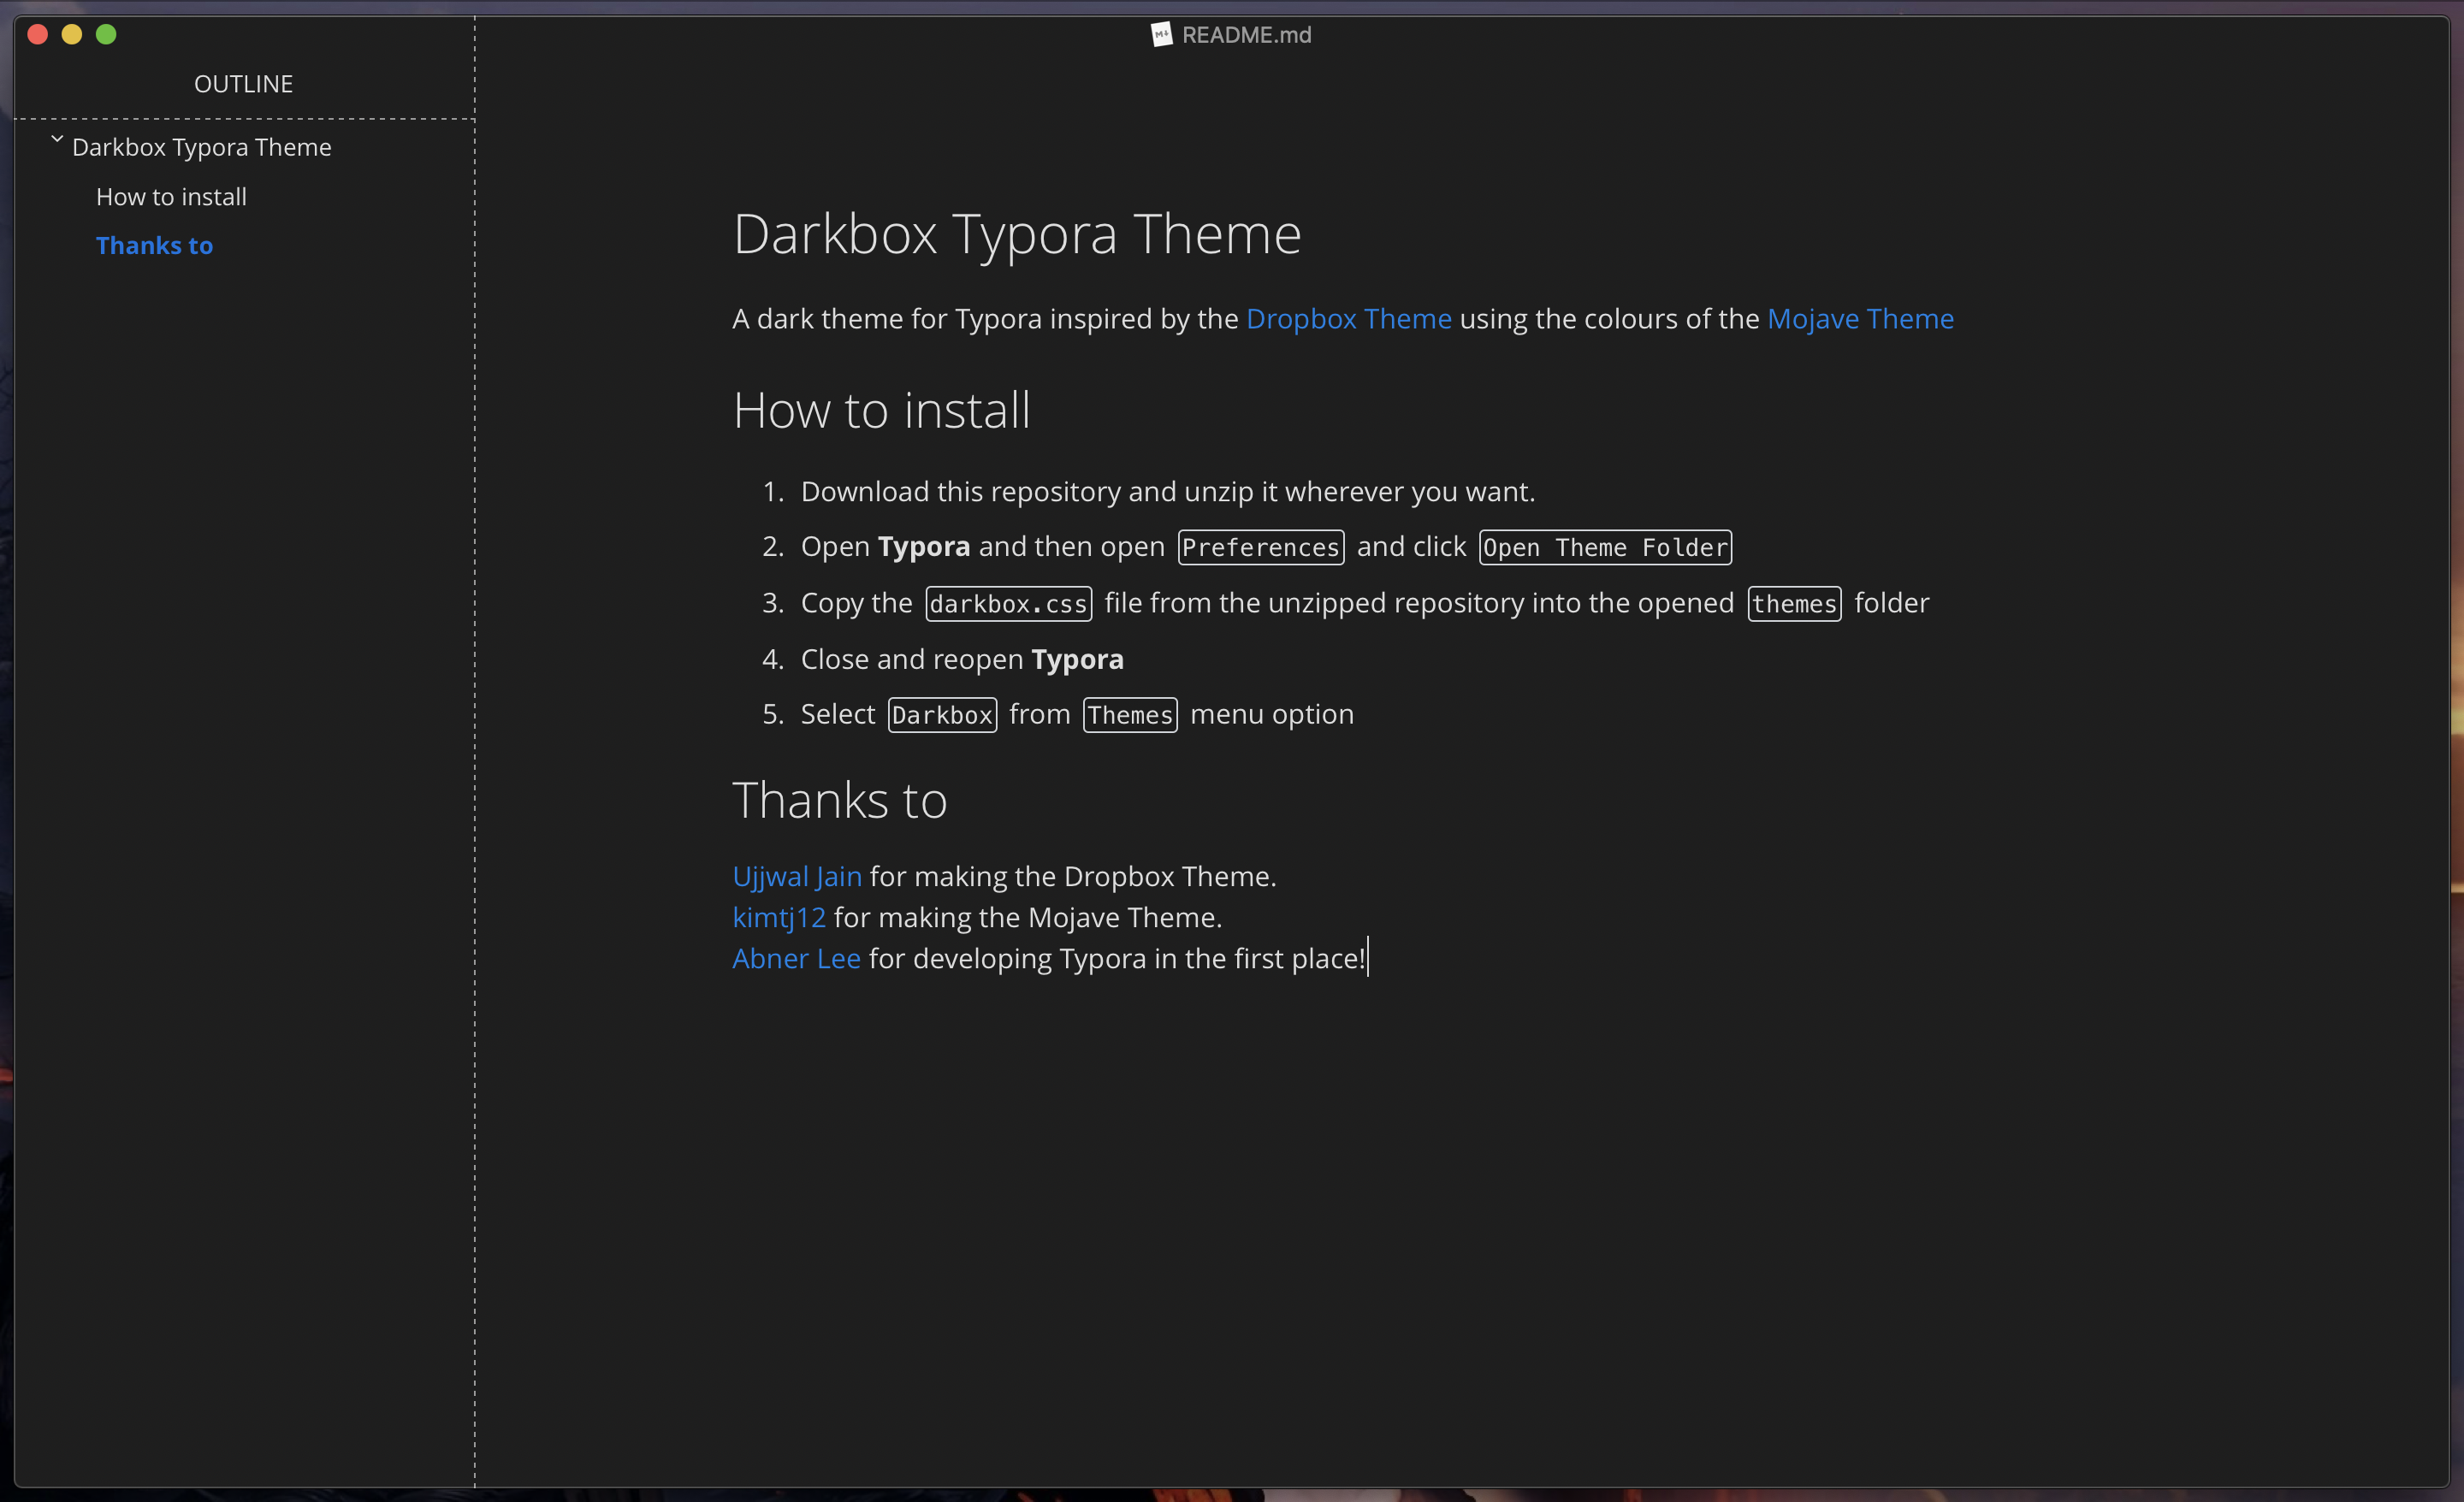 README.md
OUTLINE
Darkbox Typora Theme
How to install
Thanks to
Darkbox Typora Theme
A dark theme for Typora inspired by the Dropbox Theme using the colours of the Mojave Theme
How to install
1. Download this repository and unzip it wherever you want.
2. Open Typora and then open Preferences and click Open Theme Folder
3. Copy the darkbox.css file from the unzipped repository into the opened themes folder
4. Close and reopen Typora
5. Select Darkbox from Themes menu option
Thanks to
Ujjwal Jain for making the Dropbox Theme.
kimtj12 for making the Mojave Theme.
Abner Lee for developing Typora in the first place!